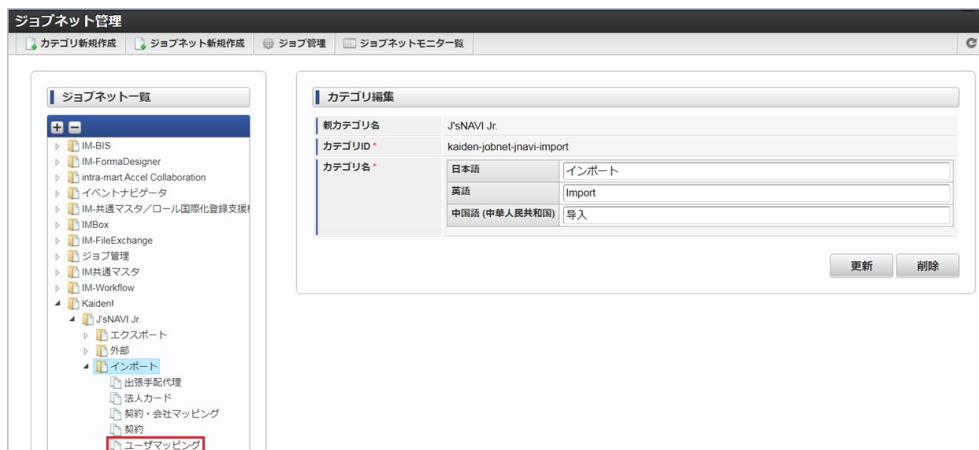 ジョブネット管理
カテゴリ新規作成 ジョブネット新規作成 ジョブ管理 ジョブネットモニタ一覧
ジョブネット一覧
IM-BIS
IM-FormaDesigner
intra-mart Accel Collaboration
イベントナビゲータ
IM-共通マスタ／ロール国際化登録支援
IMBox
IM-FileExchange
ジョブ管理
IM共通マスタ
IM-Workflow
Kaiden!
J'sNAVI Jr.
エクスポート
外部
インポート
出張手配代理
法人カード
契約・会社マッピング
契約
ユーザマッピング
カテゴリ編集
親カテゴリ名 J'sNAVI Jr.
カテゴリID * kaiden-jobnet-jnavi-import
カテゴリ名 * 日本語 インポート
英語 Import
中国語 (中華人民共和国) 导入
更新 削除